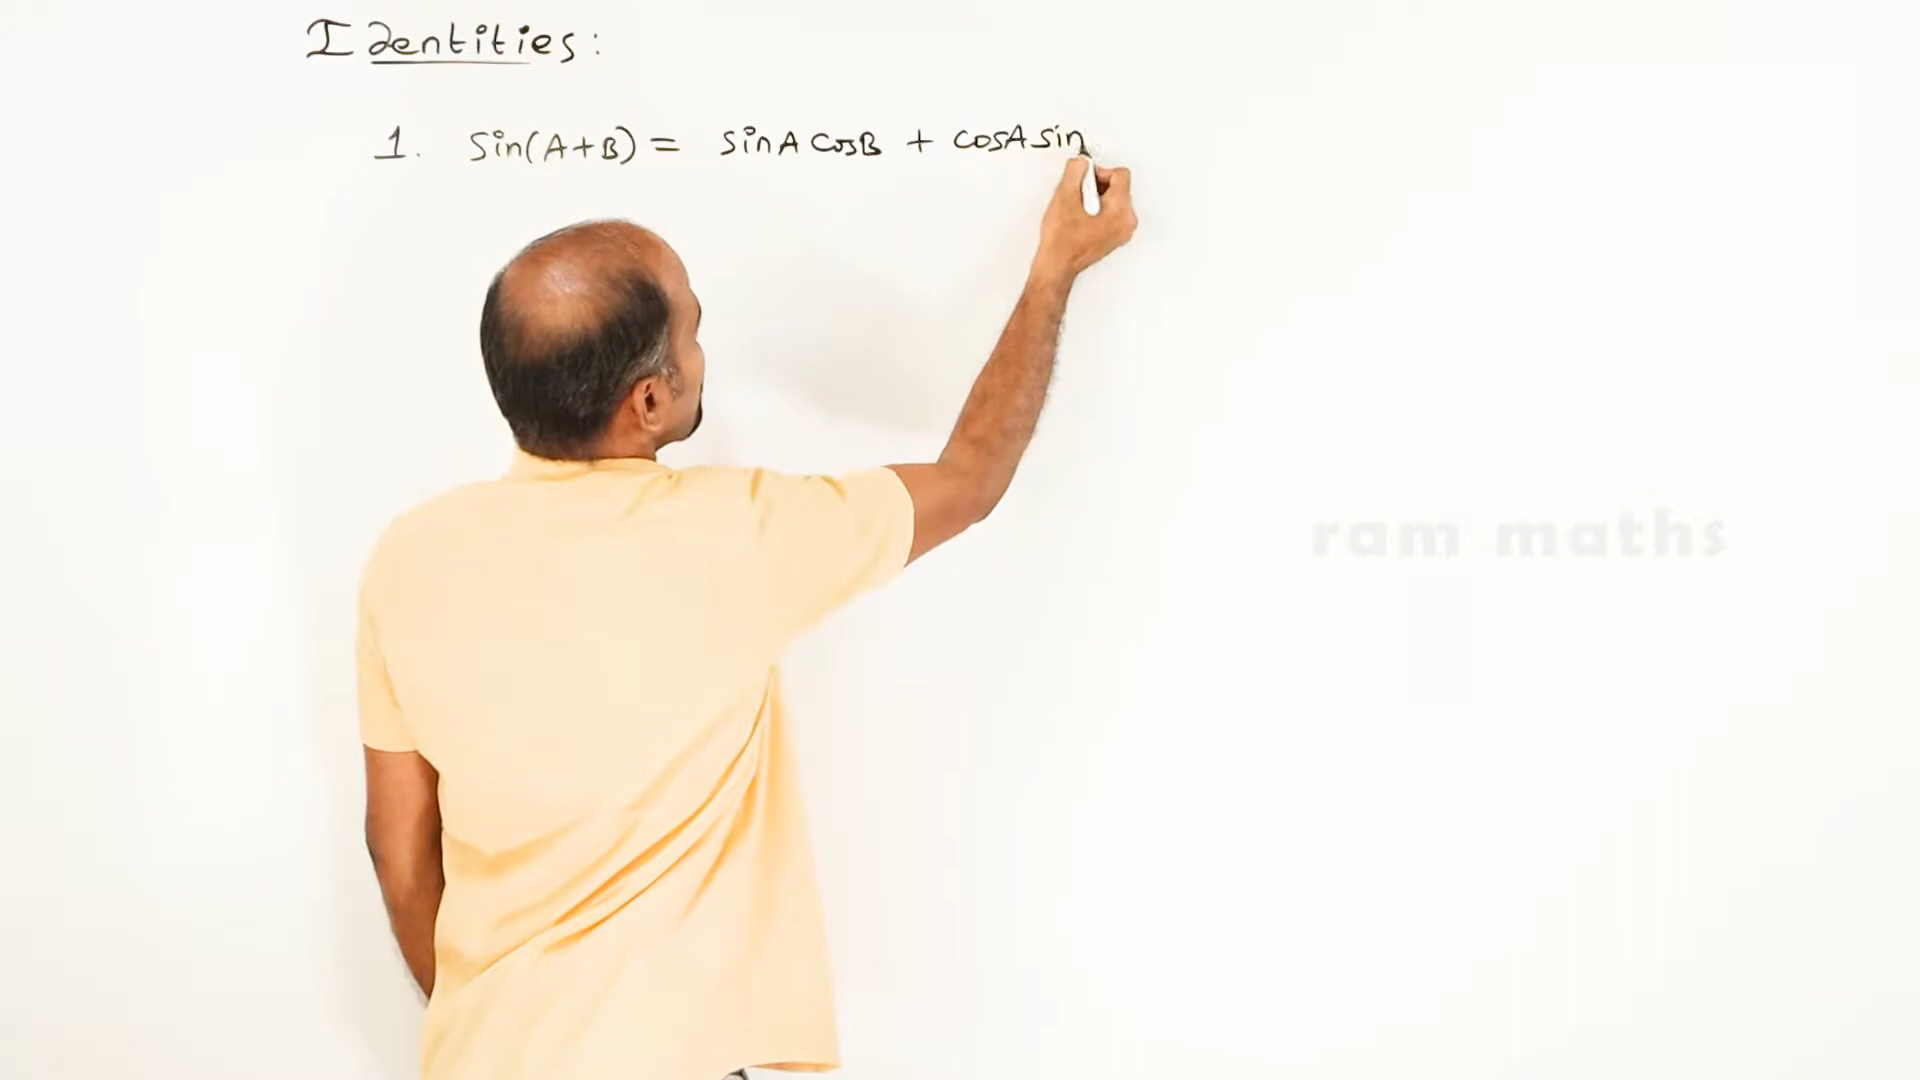 Identities:
1. Sin(A+B) = sinA cosB + cosA sin
ram maths